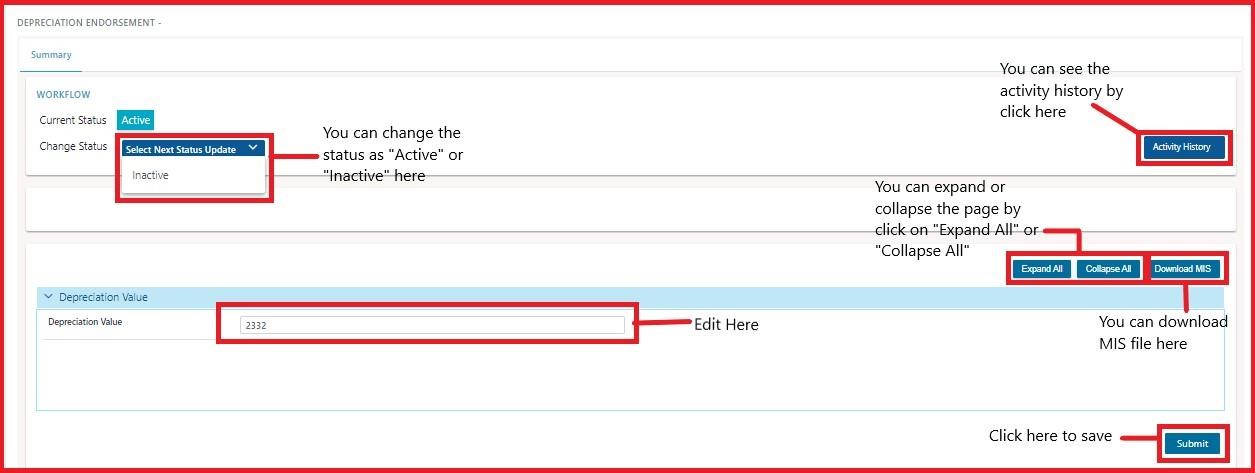 DEPRECIATION ENDORSEMENT -
Summary
WORKFLOW
Current Status Active
Change Status Select Next Status Update
Inactive
You can change the
status as "Active" or
"Inactive" here
You can see the
activity history by
click here
Activity History
You can expand or
collapse the page by
click on "Expand All" or
"Collapse All"
Expand All Collapse All Download MIS
Depreciation Value
Depreciation Value 2332
Edit Here
You can download
MIS file here
Click here to save
Submit